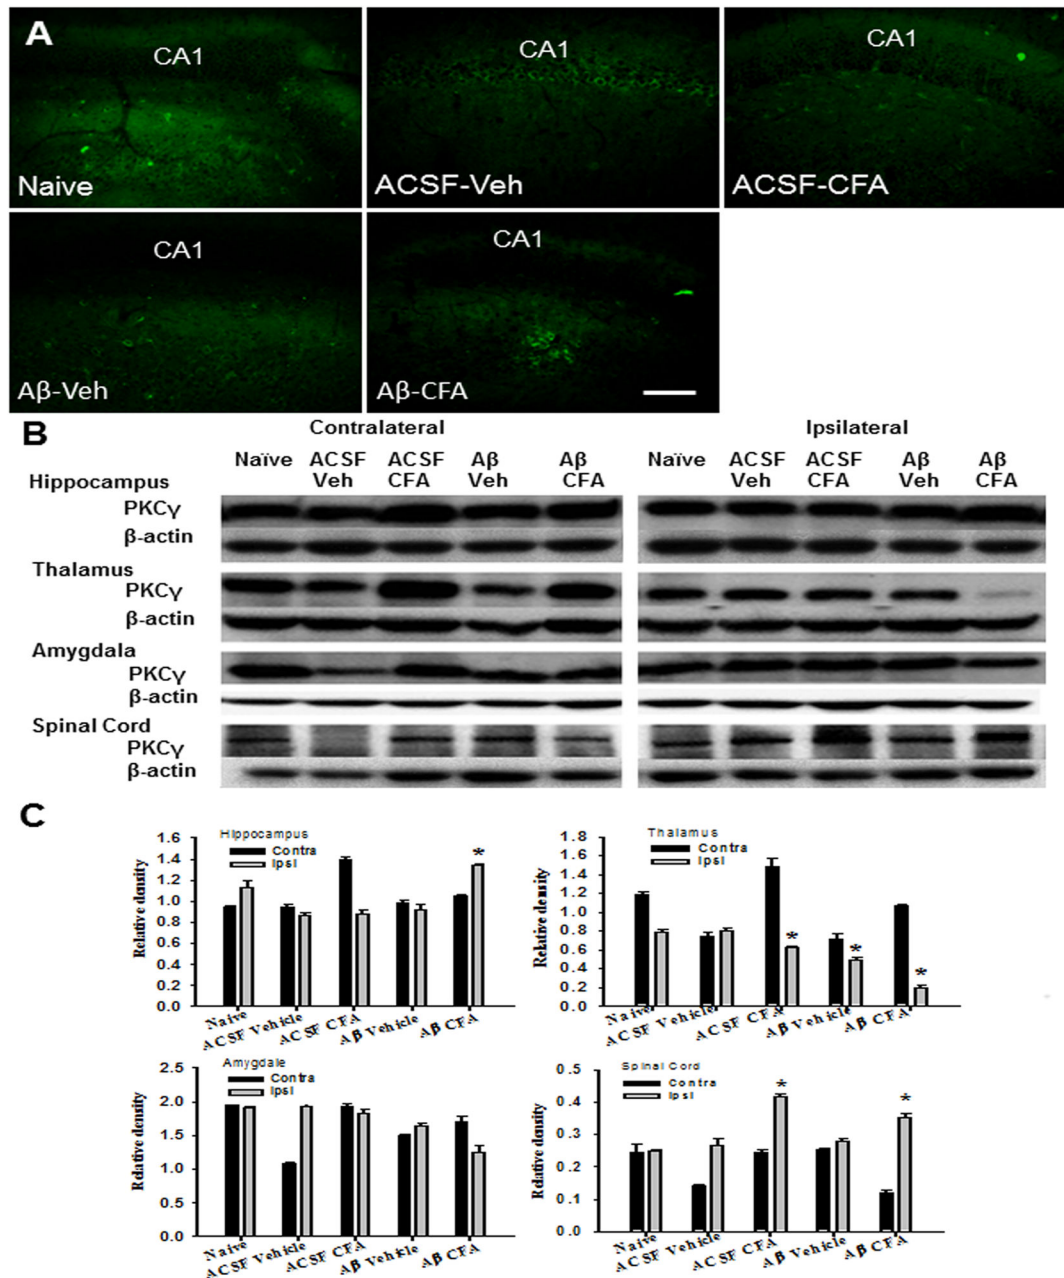 A
CA1
CA1
CA1
Naive
ACSF-Veh
ACSF-CFA
CA1
CA1
Aβ-Veh
Aβ-CFA
B
Contralateral
Ipsilateral
Naïve ACSF Veh ACSF CFA Aβ Veh Aβ CFA
Naïve ACSF Veh ACSF CFA Aβ Veh Aβ CFA
Hippocampus
PKCγ
β-actin
Thalamus
PKCγ
β-actin
Amygdala
PKCγ
β-actin
Spinal Cord
PKCγ
β-actin
C
Hippocampus
Contra
Ipsi
Relative density
1.6
1.4
1.2
1.0
0.8
0.6
0.4
0.2
0.0
*
Naive ACSF Vehicle ACSF CFA Aβ Vehicle Aβ CFA
Thalamus
Contra
Ipsi
Relative density
1.8
1.6
1.4
1.2
1.0
0.8
0.6
0.4
0.2
0.0
* * *
Naive ACSF Vehicle ACSF CFA Aβ Vehicle Aβ CFA
Amygdale
Contra
Ipsi
Relative density
2.5
2.0
1.5
1.0
0.5
0.0
Naive ACSF Vehicle ACSF CFA Aβ Vehicle Aβ CFA
Spinal Cord
Contra
Ipsi
Relative density
0.5
0.4
0.3
0.2
0.1
0.0
* *
Naive ACSF Vehicle ACSF CFA Aβ Vehicle Aβ CFA